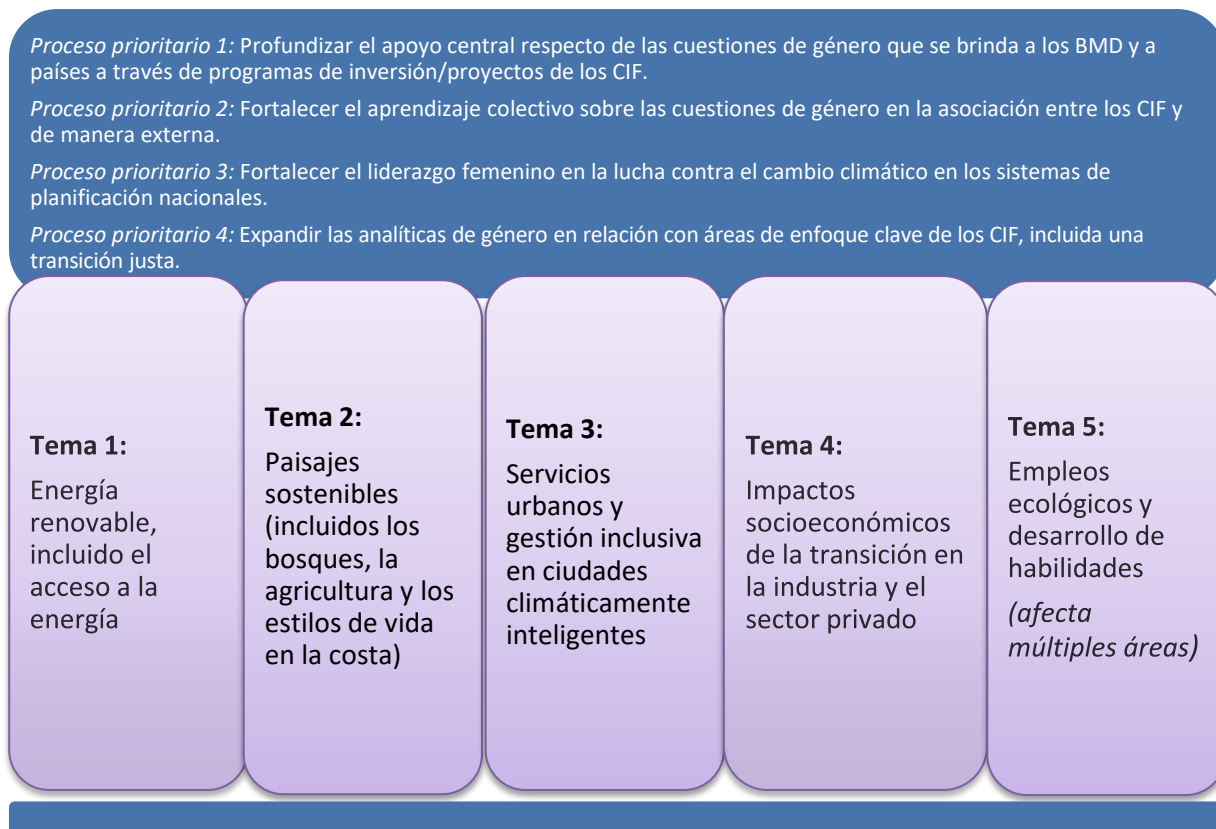 Proceso prioritario 1: Profundizar el apoyo central respecto de las cuestiones de género que se brinda a los BMD y a
países a través de programas de inversión/proyectos de los CIF.
Proceso prioritario 2: Fortalecer el aprendizaje colectivo sobre las cuestiones de género en la asociación entre los CIF y
de manera externa.
Proceso prioritario 3: Fortalecer el liderazgo femenino en la lucha contra el cambio climático en los sistemas de
planificación nacionales.
Proceso prioritario 4: Expandir las analíticas de género en relación con áreas de enfoque clave de los CIF, incluida una
transición justa.
Tema 1:
Energía
renovable,
incluido el
acceso a la
energía
Tema 2:
Paisajes
sostenibles
(incluidos los
bosques, la
agricultura y los
estilos de vida
en la costa)
Tema 3:
Servicios
urbanos y
gestión inclusiva
en ciudades
climáticamente
inteligentes
Tema 4:
Impactos
socioeconómicos
de la transición en
la industria y el
sector privado
Tema 5:
Empleos
ecológicos y
desarrollo de
habilidades
(afecta
múltiples áreas)